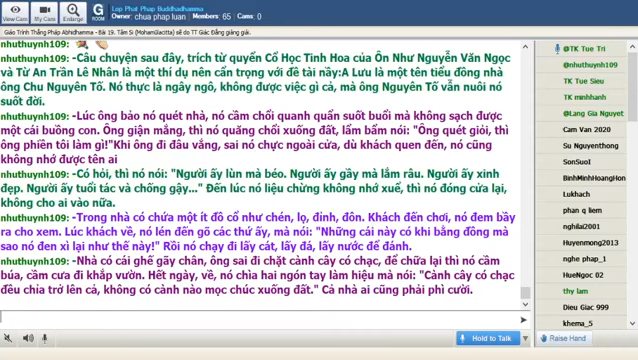 Lop Phat Phap Buddhadhamma
Owner: chua phap luan Members: 65 Cams: 0
View Cam
My Cam
Enlarge
G
ROOM
Giáo Trình Thắng Pháp Abhidhamma - Bài 19. Tâm (MohamGlacitta) sẽ do TT Giác Đẳng giảng giải.
nhuthuynh109:
nhuthuynh109: -Câu chuyện sau đây, trích từ quyển Cổ Học Tinh Hoa của Ôn Như Nguyễn Văn Ngọc
và Từ An Trần Lê Nhân là một thí dụ nên cẩn trọng với đề tài nầy:A Lưu là một tên tiểu đồng nhà
ông Chu Nguyên Tố. Nó thực là ngây ngô, không được việc gì cả, mà ông Nguyên Tố vẫn nuôi nó
suốt đời.
nhuthuynh109: -Lúc ông bảo nó quét nhà, nó cầm chổi quanh quẩn suốt buổi mà không sạch được
một cái buồng con. Ông giận mắng, thì nó quăng chổi xuống đất, lẩm bẩm nói: "Ông quét giỏi, thì
ông phiền tôi làm gì!"Khi ông đi đâu vắng, sai nó chực ngoài cửa, dù khách quen đến, nó cũng
không nhớ được tên ai
nhuthuynh109: -Có hỏi, thì nó nói: "Người ấy lùn mà béo. Người ấy gầy mà lắm râu. Người ấy xinh
đẹp. Người ấy tuổi tác và chống gậy..." Đến lúc nó liệu chừng không nhớ xuể, thì nó đóng cửa lại,
không cho ai vào nữa.
nhuthuynh109: -Trong nhà có chứa một ít đồ cổ như chén, lọ, đỉnh, đôn. Khách đến chơi, nó đem bầy
ra cho xem. Lúc khách về, nó lén đến gõ các thứ ấy, mà nói: "Những cái này có khi bằng đồng mà
sao nó đen xì lại như thế này!" Rồi nó chạy đi lấy cát, lấy đá, lấy nước để đánh.
nhuthuynh109: -Nhà có cái ghế gãy chân, ông sai đi chặt cành cây có chạc, để chữa lại thì nó cầm
búa, cầm cưa đi khắp vườn. Hết ngày, về, nó chìa hai ngón tay làm hiệu mà nói: "Cành cây có chạc
đều chỉa trở lên cả, không có cành nào mọc chúc xuống đất." Cả nhà ai cũng phải phì cười.
@TK Tue Tri
@nhuthuynh109
TK Tue Sieu
TK minhhanh
@Lang Gia Nguyet
Cam Van 2020
Su Nguyenthong
SonSuoI
BinhMinhHoangHon
Lukhach
phan q liem
nghilai2001
Huyenmong2013
nghe phap_1
HueNgoc 02
thy lam
Dieu Giac 999
khema_5
Hold to Talk
Raise Hand